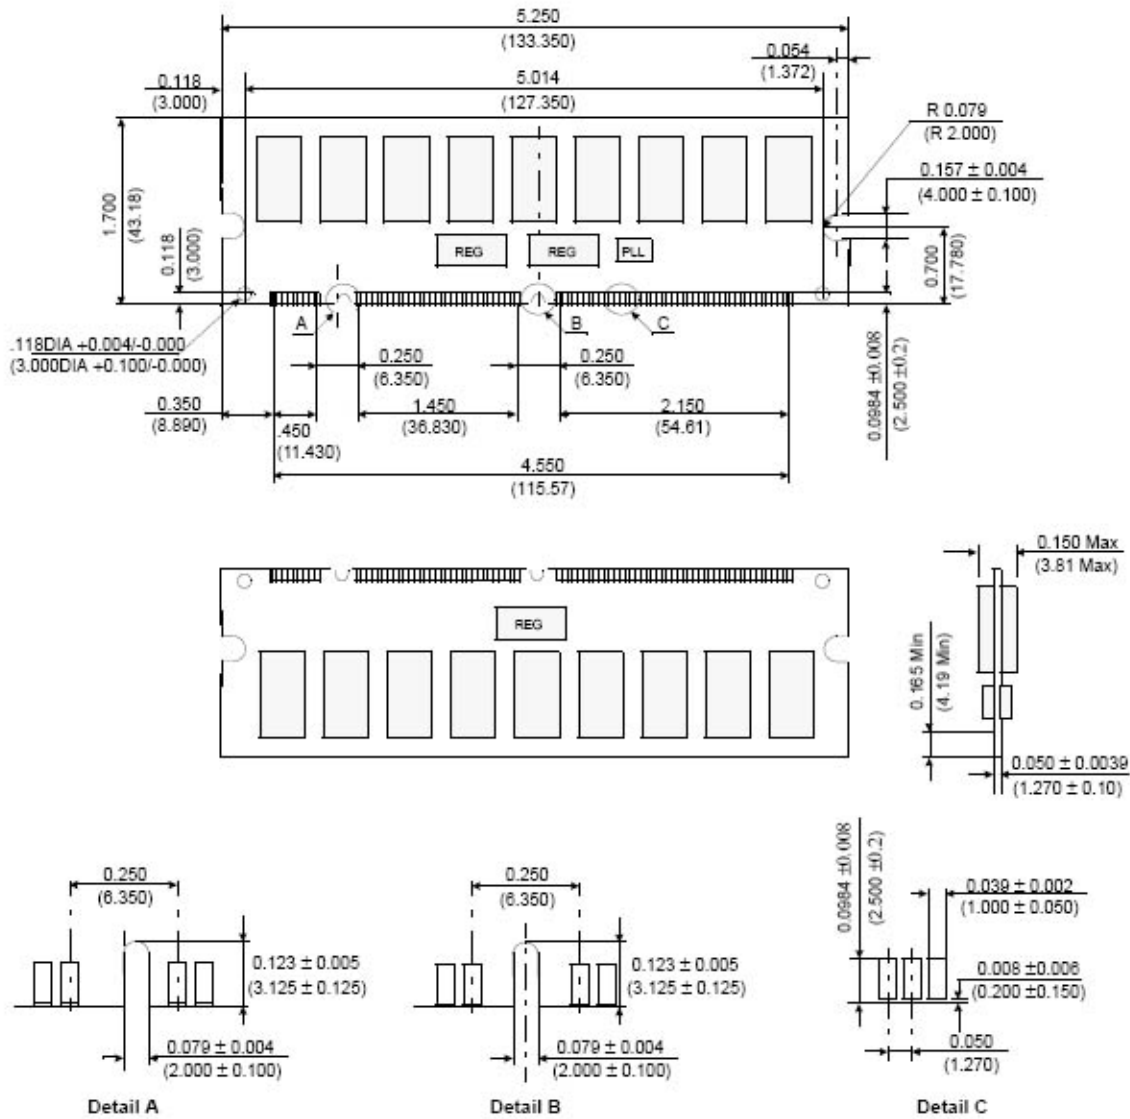 5.250
(133.350)
0.054
(1.372)
0.118
(3.000)
5.014
(127.350)
R 0.079
(R 2.000)
0.157 ± 0.004
(4.000 ± 0.100)
1.700
(43.18)
REG
REG
PLL
0.118
(3.000)
0.700
(17.780)
A
B
C
.118DIA +0.004/-0.000
(3.000DIA +0.100/-0.000)
0.250
(6.350)
0.250
(6.350)
0.0984 ±0.008
(2.500 ±0.2)
0.350
(8.890)
.450
(11.430)
1.450
(36.830)
2.150
(54.61)
4.550
(115.57)
0.150 Max
(3.81 Max)
REG
0.165 Min
(4.19 Min)
0.050 ± 0.0039
(1.270 ± 0.10)
0.250
(6.350)
0.123 ± 0.005
(3.125 ± 0.125)
0.079 ± 0.004
(2.000 ± 0.100)
Detail A
0.250
(6.350)
0.123 ± 0.005
(3.125 ± 0.125)
0.079 ± 0.004
(2.000 ± 0.100)
Detail B
0.0984 ±0.008
(2.500 ±0.2)
0.039 ± 0.002
(1.000 ± 0.050)
0.008 ±0.006
(0.200 ±0.150)
0.050
(1.270)
Detail C